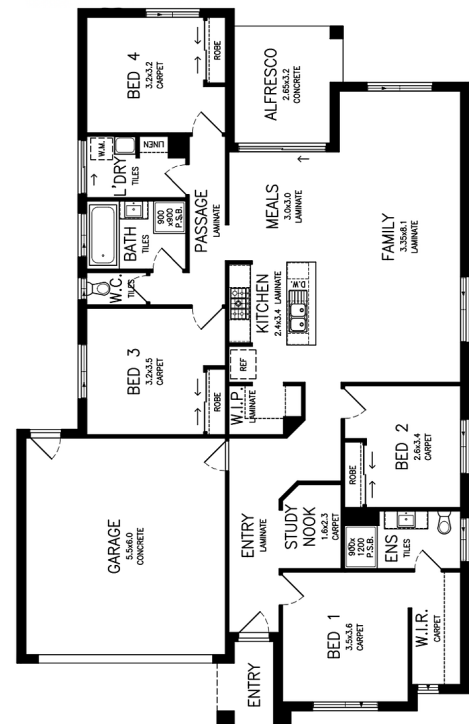 BED 4
3.2x3.2
CARPET
ROBE
ALFRESCO
2.65x3.2
CONCRETE
W.M.
LINEN
L'DRY
TILES
PASSAGE
LAMINATE
MEALS
3.0x3.0
LAMINATE
FAMILY
3.35x8.1
LAMINATE
BATH
TILES
900
x900
P.S.B.
W.C.
TILES
KITCHEN
2.4x3.4
LAMINATE
D.W.
REF
W.I.P.
LAMINATE
BED 3
3.2x3.5
CARPET
ROBE
BED 2
2.6x3.4
CARPET
ROBE
GARAGE
5.5x6.0
CONCRETE
ENTRY
LAMINATE
STUDY
NOOK
1.6x2.3
CARPET
900x
1200
P.S.B.
ENS
TILES
BED 1
3.5x3.6
CARPET
W.I.R.
CARPET
ENTRY